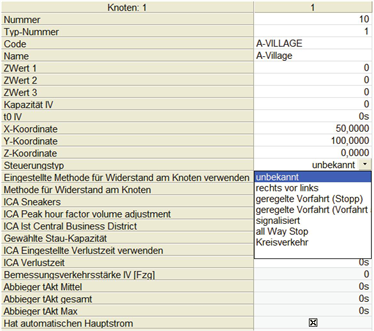 Knoten: 1 1
Nummer 10
Typ-Nummer 1
Code A-VILLAGE
Name A-Village
ZWert 1 0
ZWert 2 0
ZWert 3 0
Kapazität IV 0
t0 IV 0s
X-Koordinate 50,0000
Y-Koordinate 100,0000
Z-Koordinate 0,0000
Steuerungstyp unbekannt
Eingestellte Methode für Widerstand am Knoten verwenden unbekannt
Methode für Widerstand am Knoten rechts vor links
ICA Sneakers geregelte Vorfahrt (Stopp)
ICA Peak hour factor volume adjustment geregelte Vorfahrt (Vorfahrt
ICA Ist Central Business District signalisiert
Gewählte Stau-Kapazität all Way Stop
ICA Eingestellte Verlustzeit verwenden Kreisverkehr
ICA Verlustzeit 0s
Bemessungsverkehrsstärke IV [Fzg] 0
Abbieger tAkt Mittel 0s
Abbieger tAkt gesamt 0s
Abbieger tAkt Max 0s
Hat automatischen Hauptstrom